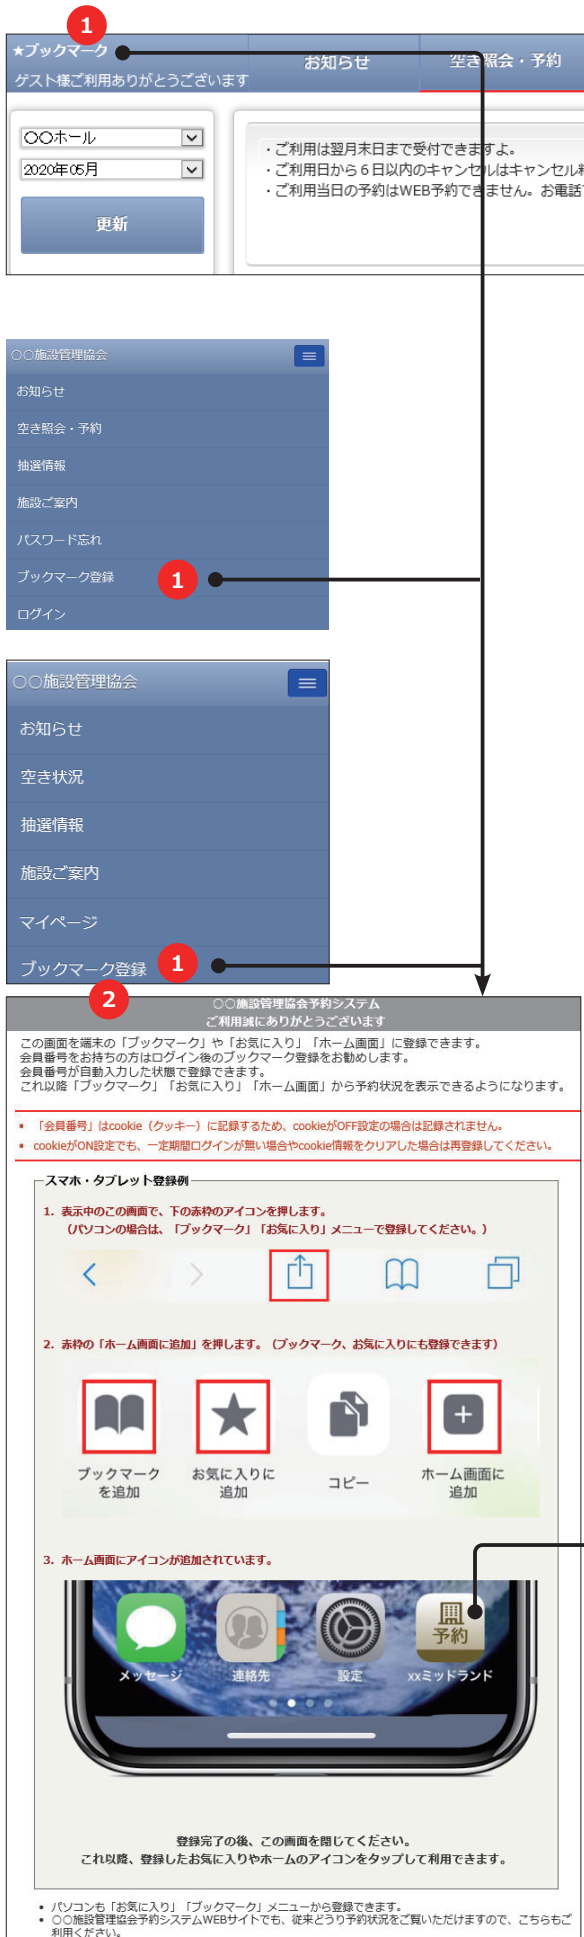 1
★ブックマーク
お知らせ
空き照会・予約
ゲスト様ご利用ありがとうございます
〇〇ホール
2020年05月
更新
・ご利用は翌月末日まで受付できますよ。
・ご利用日から６日以内のキャンセルはキャンセル料
・ご利用当日の予約はWEB予約できません。お電話
〇〇施設管理協会
お知らせ
空き照会・予約
抽選情報
施設ご案内
パスワード忘れ
ブックマーク登録
1
ログイン
〇〇施設管理協会
お知らせ
空き状況
抽選情報
施設ご案内
マイページ
ブックマーク登録
1
2
〇〇施設管理協会予約システム
ご利用誠にありがとうございます
この画面を端末の「ブックマーク」や「お気に入り」「ホーム画面」に登録できます。
会員番号をお持ちの方はログイン後のブックマーク登録をお勧めします。
会員番号が自動入力した状態で登録できます。
これ以降「ブックマーク」「お気に入り」「ホーム画面」から予約状況を表示できるようになります。
▪ 「会員番号」はcookie（クッキー）に記録するため、cookieがOFF設定の場合は記録されません。
▪ cookieがON設定でも、一定期間ログインが無い場合やcookie情報をクリアした場合は再登録してください。
スマホ・タブレット登録例
1. 表示中のこの画面で、下の赤枠のアイコンを押します。
（パソコンの場合は、「ブックマーク」「お気に入り」メニューで登録してください。）
2. 赤枠の「ホーム画面に追加」を押します。（ブックマーク、お気に入りにも登録できます）
ブックマーク
を追加
お気に入りに
追加
コピー
ホーム画面に
追加
3. ホーム画面にアイコンが追加されています。
予約
メッセージ
連絡先
設定
xxミッドランド
登録完了の後、この画面を閉じてください。
これ以降、登録したお気に入りやホームのアイコンをタップして利用できます。
• パソコンも「お気に入り」「ブックマーク」メニューから登録できます。
• 〇〇施設管理協会予約システムWEBサイトでも、従来どうり予約状況をご覧いただけますので、こちらもご
利用ください。